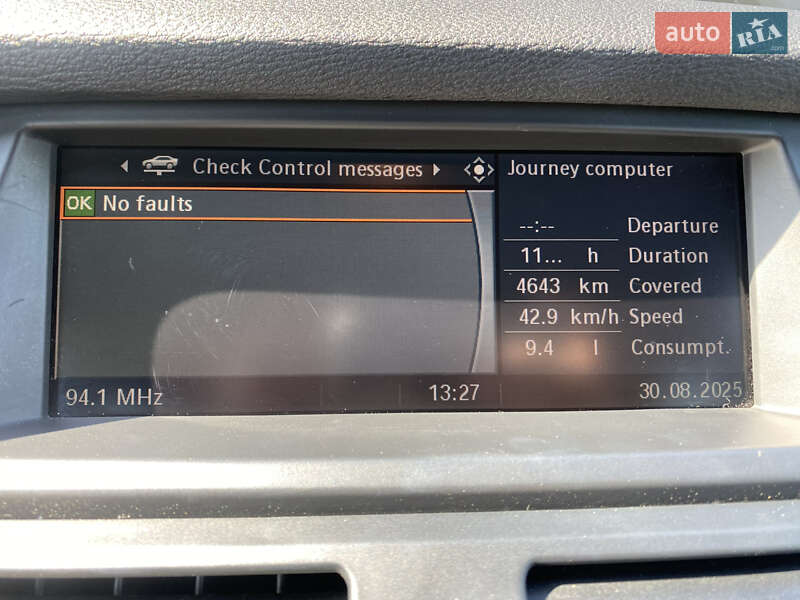 auto RIA .com
Check Control messages
OK No faults
Journey computer
--:-- Departure
11... h Duration
4643 km Covered
42.9 km/h Speed
9.4 l Consumpt.
94.1 MHz 13:27 30.08.2025